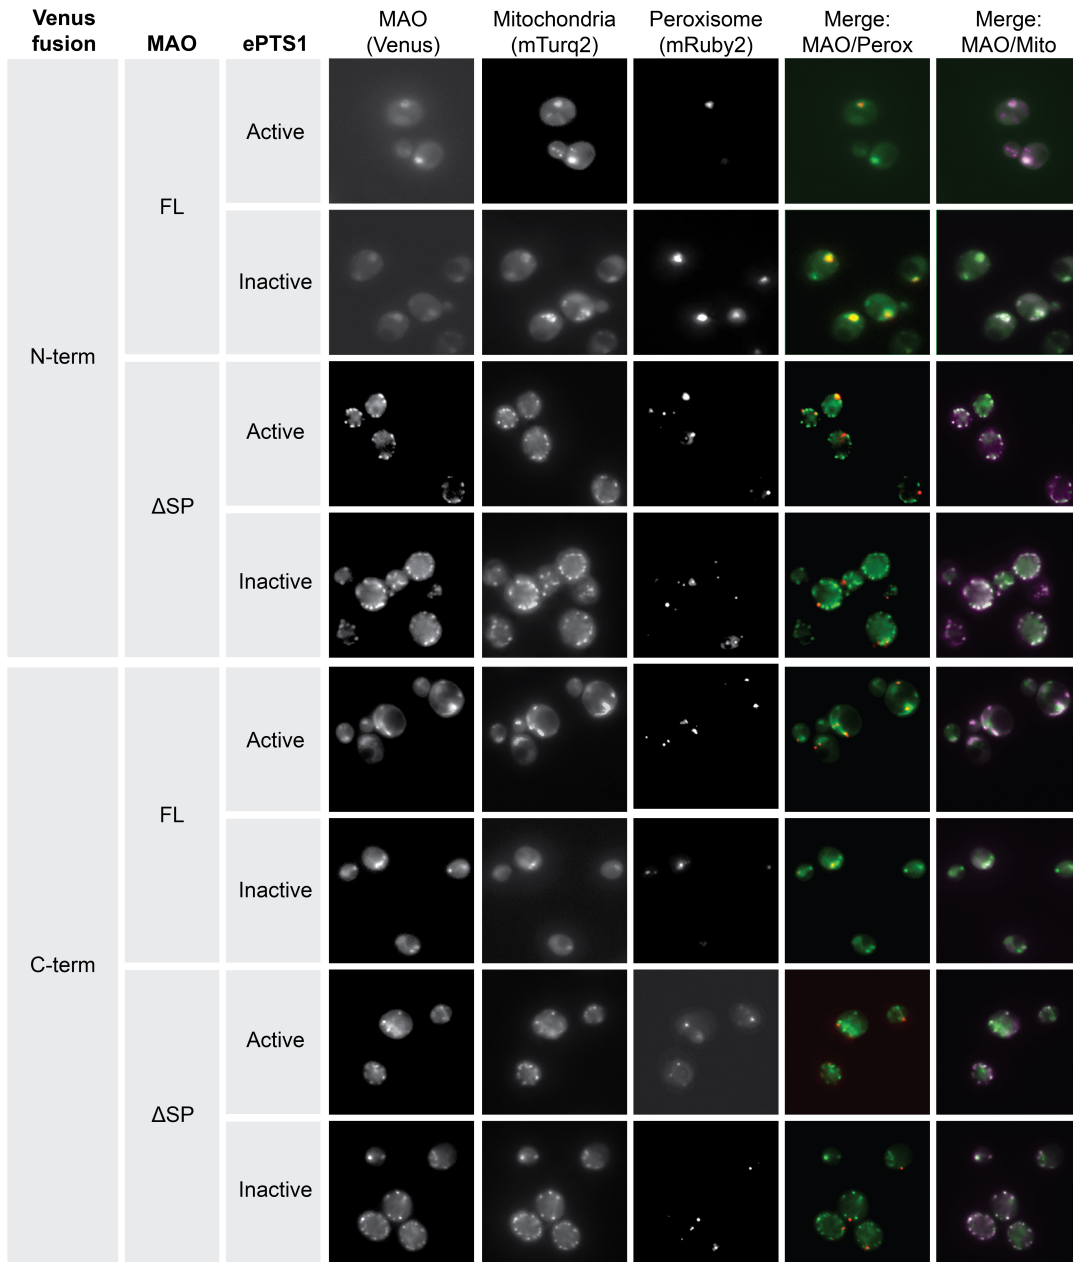 Venus
fusion
MAO
ePTS1
MAO
(Venus)
Mitochondria
(mTurq2)
Peroxisome
(mRuby2)
Merge:
MAO/Perox
Merge:
MAO/Mito
N-term
FL
Active
Inactive
ΔSP
Active
Inactive
C-term
FL
Active
Inactive
ΔSP
Active
Inactive